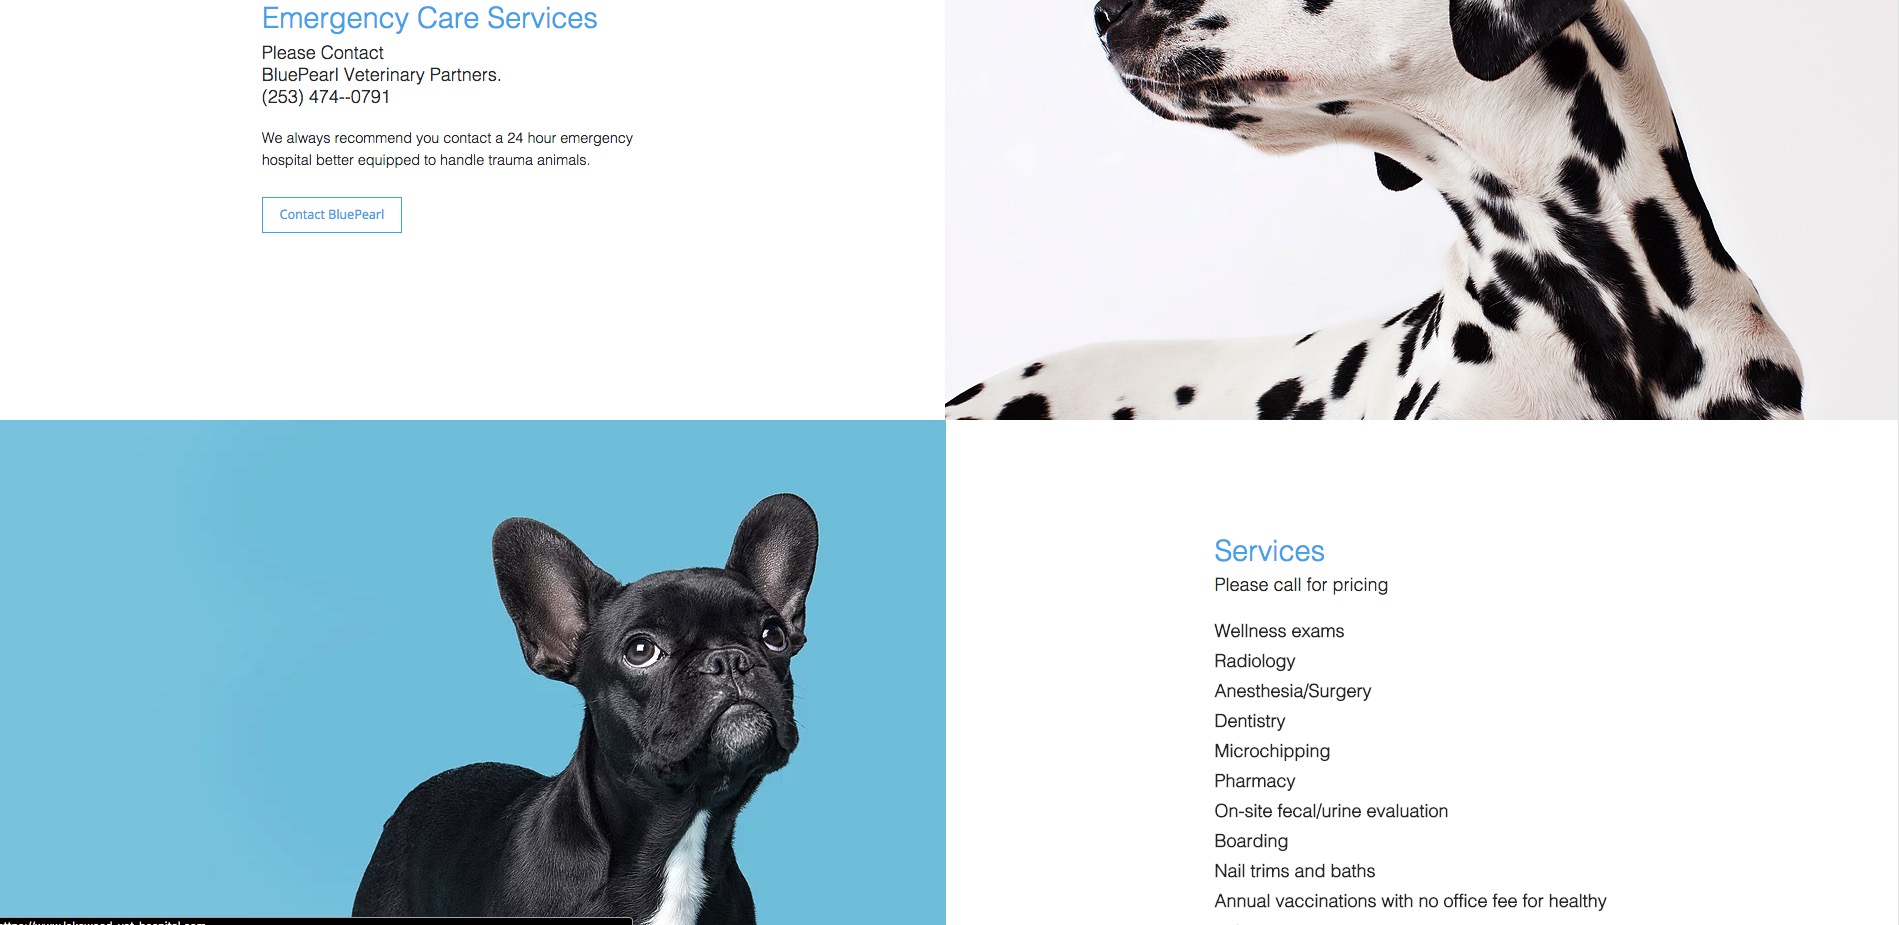 Emergency Care Services
Please Contact
BluePearl Veterinary Partners.
(253) 474--0791
We always recommend you contact a 24 hour emergency
hospital better equipped to handle trauma animals.
Contact BluePearl
Services
Please call for pricing
Wellness exams
Radiology
Anesthesia/Surgery
Dentistry
Microchipping
Pharmacy
On-site fecal/urine evaluation
Boarding
Nail trims and baths
Annual vaccinations with no office fee for healthy